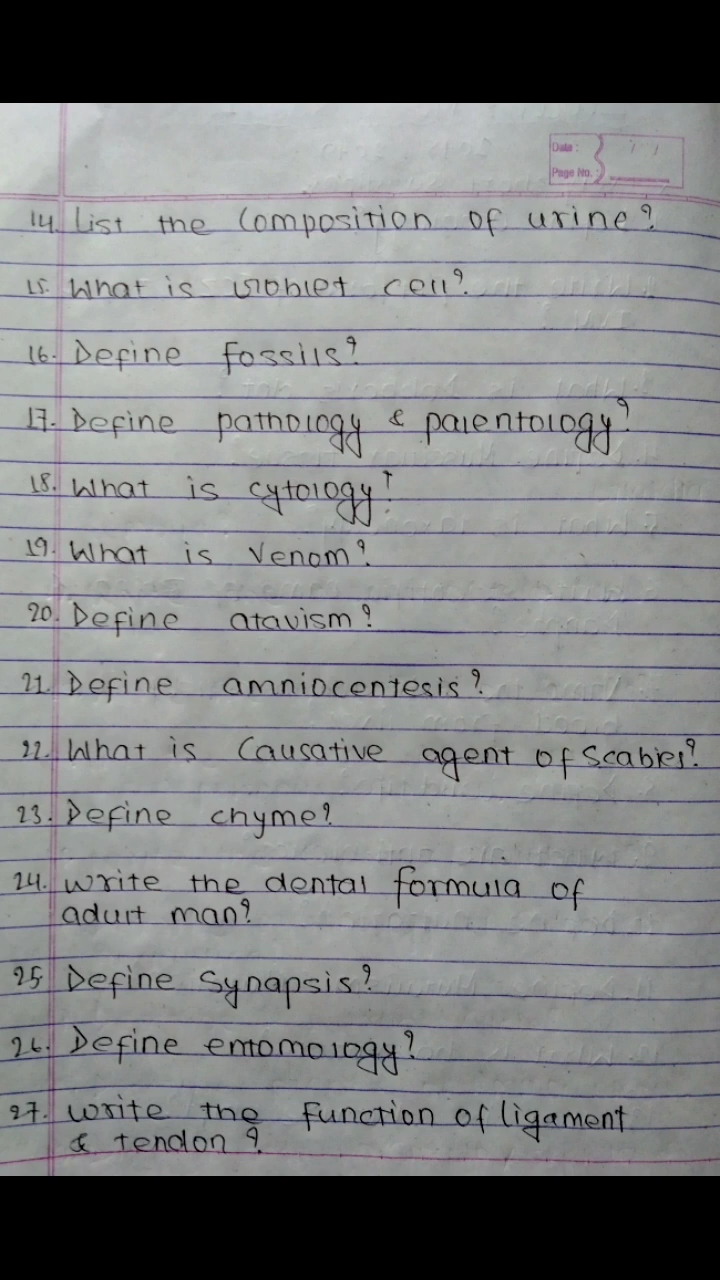 Date :
Page No. :
14. List the Composition of urine?
15. What is Goblet cell?
16. Define fossils?
17. Define pathology & palentology?
18. What is cytology?
19. What is venom?
20. Define atavism?
21. Define amniocentesis?
22. What is Causative agent of Scabies?
23. Define chyme?
24. write the dental formula of
adult man?
25 Define Synapsis?
26. Define entomology?
27. write the function of ligament
& tendon?